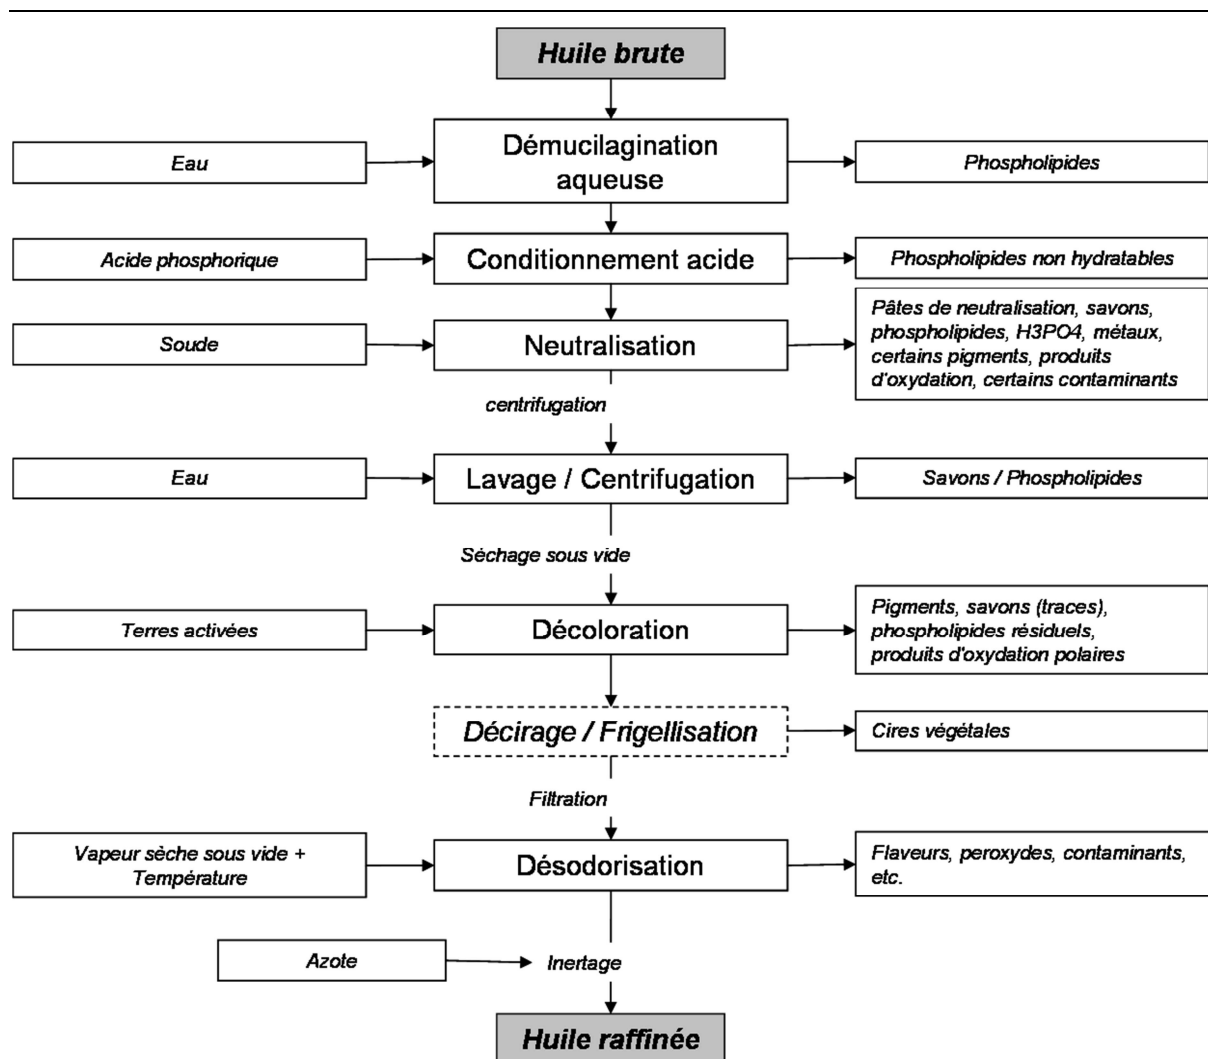 Huile brute
Eau
Démucilagination
aqueuse
Phospholipides
Acide phosphorique
Conditionnement acide
Phospholipides non hydratables
Soude
Neutralisation
Pâtes de neutralisation, savons,
phospholipides, H3PO4, métaux,
certains pigments, produits
d'oxydation, certains contaminants
centrifugation
Eau
Lavage / Centrifugation
Savons / Phospholipides
Séchage sous vide
Terres activées
Décoloration
Pigments, savons (traces),
phospholipides résiduels,
produits d'oxydation polaires
Décirage / Frigellisation
Cires végétales
Filtration
Vapeur sèche sous vide +
Température
Désodorisation
Flaveurs, peroxydes, contaminants,
etc.
Azote
Inertage
Huile raffinée